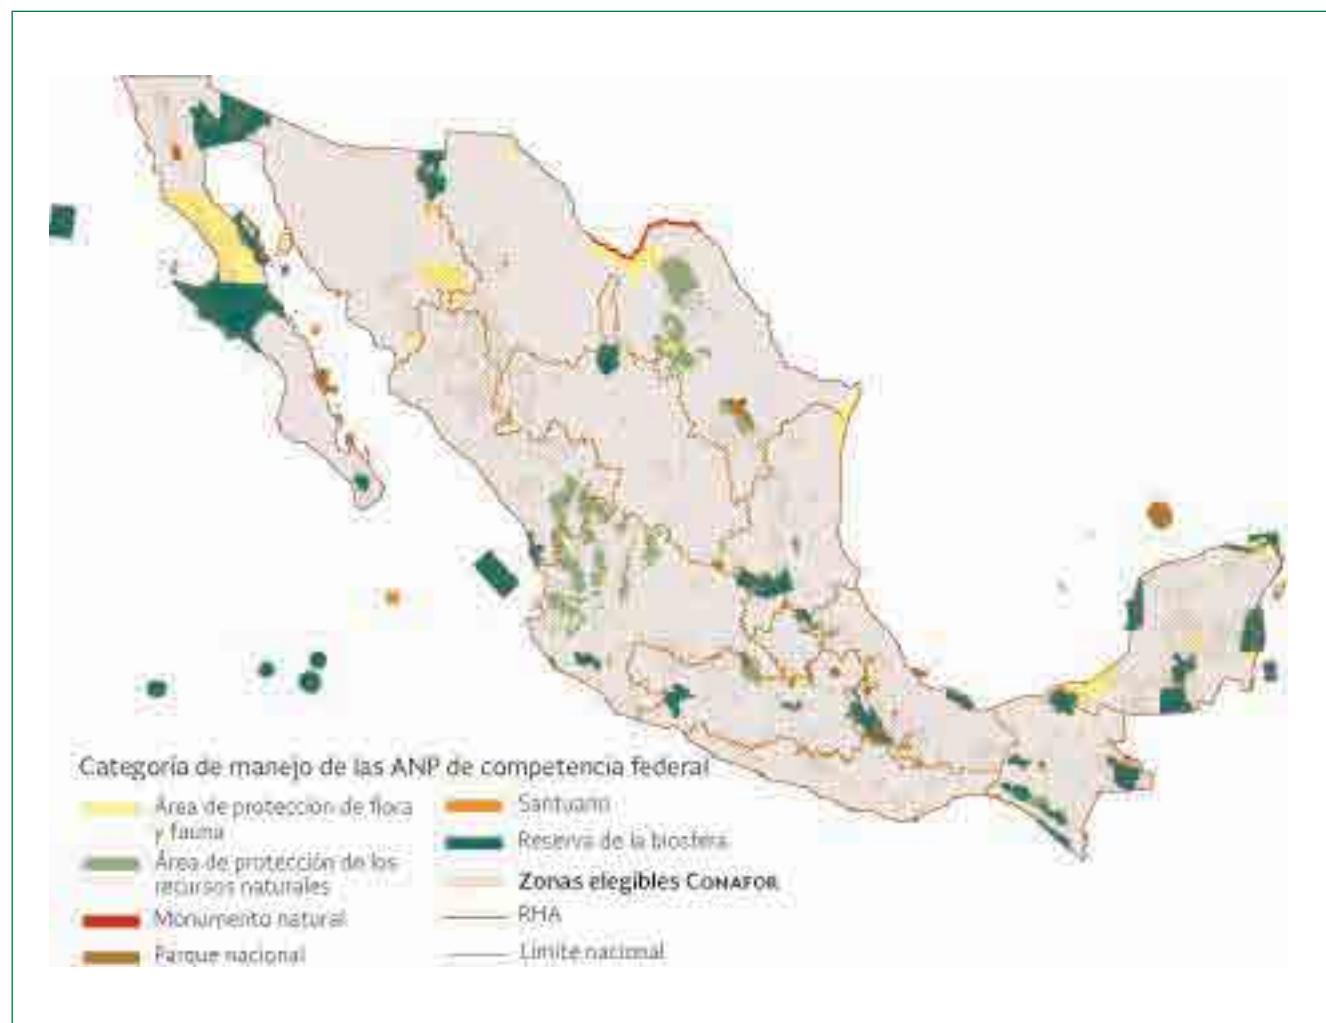 Categoría de manejo de las ANP de competencia federal
Área de protección de flora
y fauna
Área de protección de los
recursos naturales
Monumento natural
Parque nacional
Santuario
Reserva de la biosfera
Zonas elegibles CONAFOR
RHA
Límite nacional